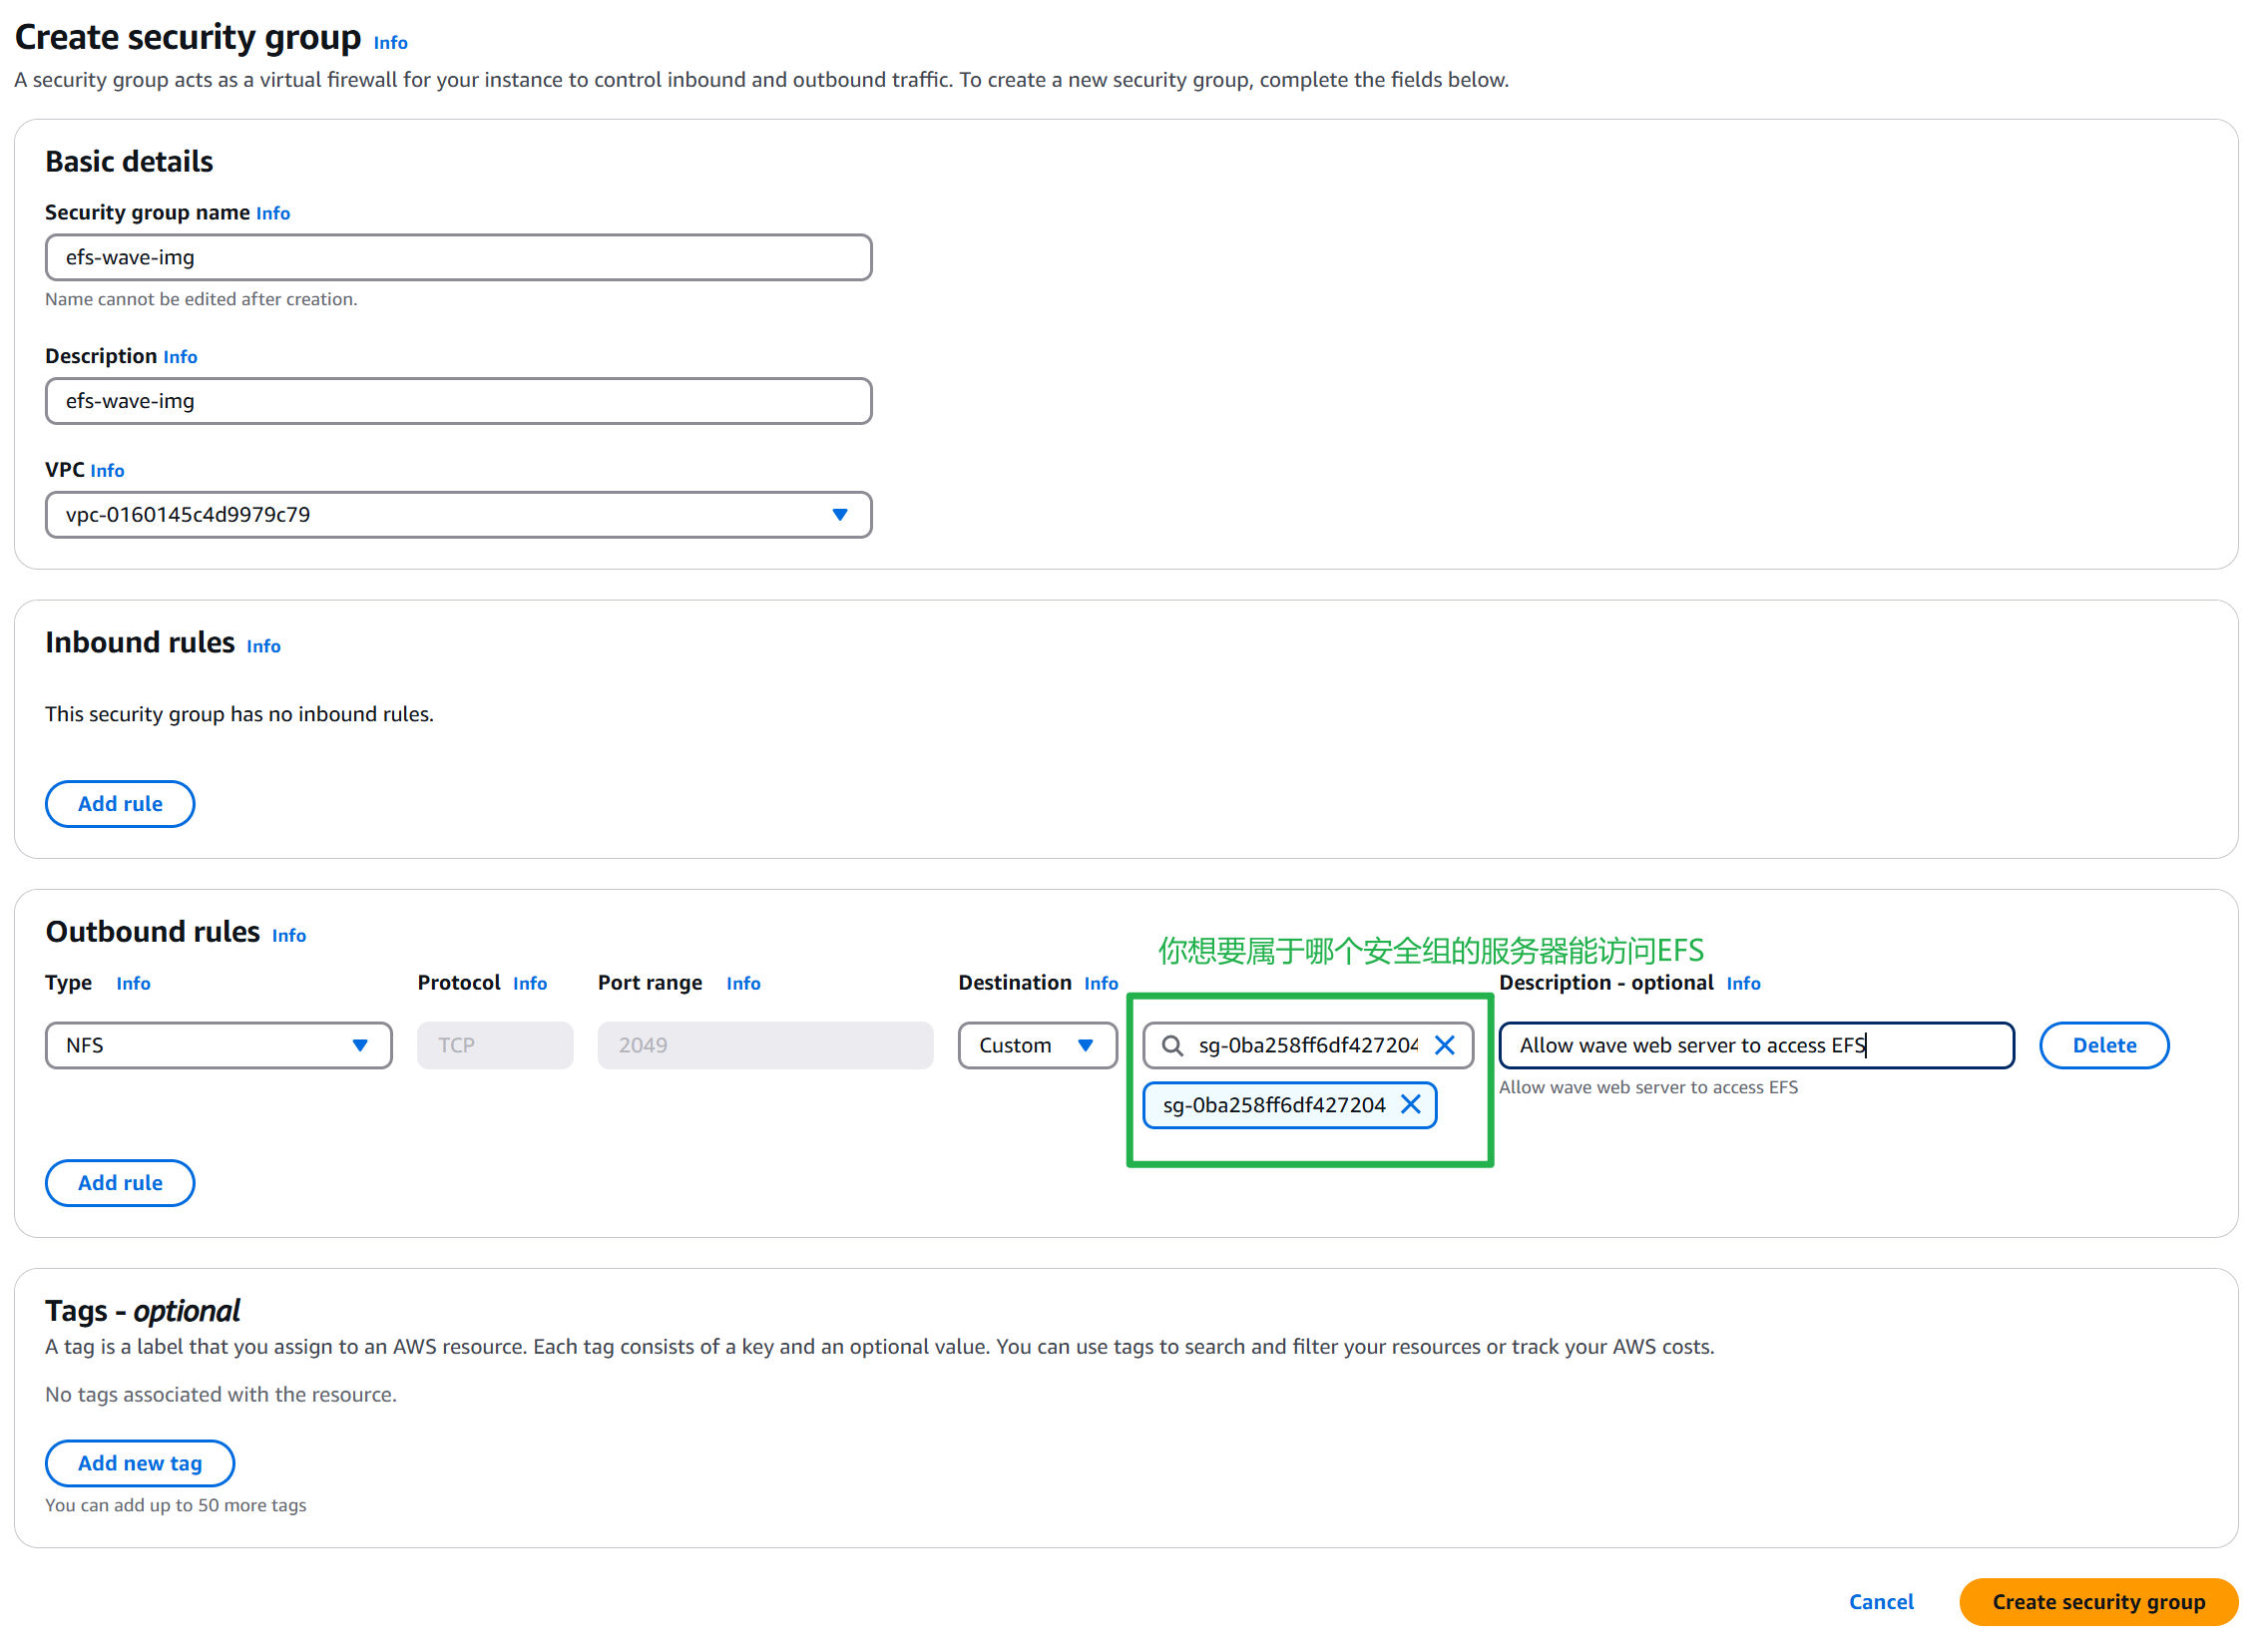 Create security group Info
A security group acts as a virtual firewall for your instance to control inbound and outbound traffic. To create a new security group, complete the fields below.
Basic details
Security group name Info
efs-wave-img
Name cannot be edited after creation.
Description Info
efs-wave-img
VPC Info
vpc-0160145c4d9979c79
Inbound rules Info
This security group has no inbound rules.
Add rule
Outbound rules Info
你想要属于哪个安全组的服务器能访问EFS
Type Info Protocol Info Port range Info Destination Info Description - optional Info
NFS TCP 2049 Custom sg-0ba258ff6df427204 Allow wave web server to access EFS Delete
Allow wave web server to access EFS
sg-0ba258ff6df427204
Add rule
Tags - optional
A tag is a label that you assign to an AWS resource. Each tag consists of a key and an optional value. You can use tags to search and filter your resources or track your AWS costs.
No tags associated with the resource.
Add new tag
You can add up to 50 more tags
Cancel Create security group